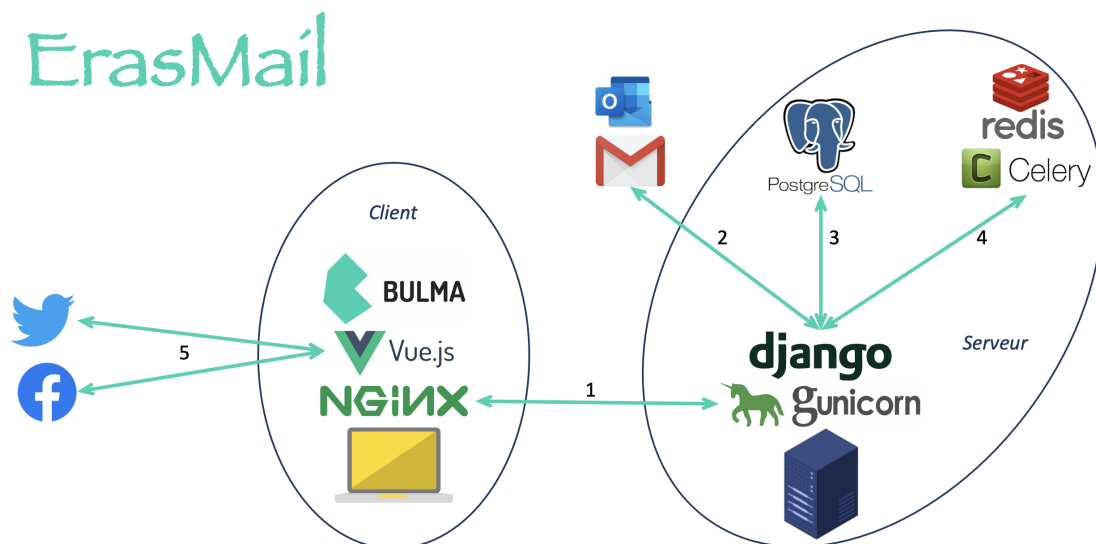 ErasMail
O
PostgreSQL
redis
C Celery
Client
2
3
4
BULMA
5
Vue.js
django
Serveur
NGiNX
1
gunicorn